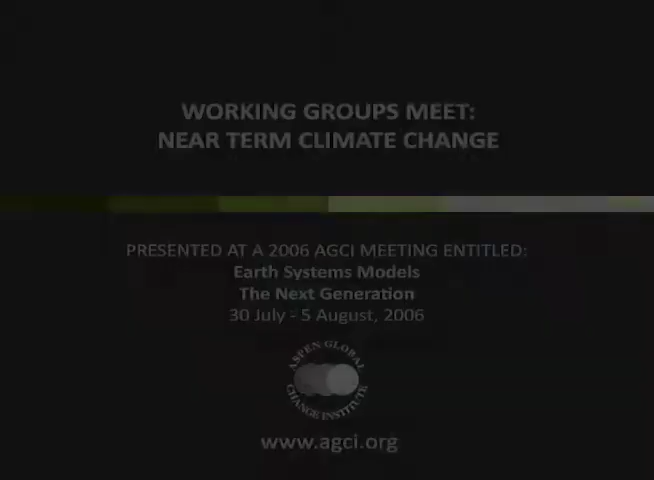 WORKING GROUPS MEET:
NEAR TERM CLIMATE CHANGE
PRESENTED AT A 2006 AGCI MEETING ENTITLED:
Earth Systems Models
The Next Generation
30 July - 5 August, 2006
ASPEN GLOBAL
CHANGE INSTITUTE
www.agci.org